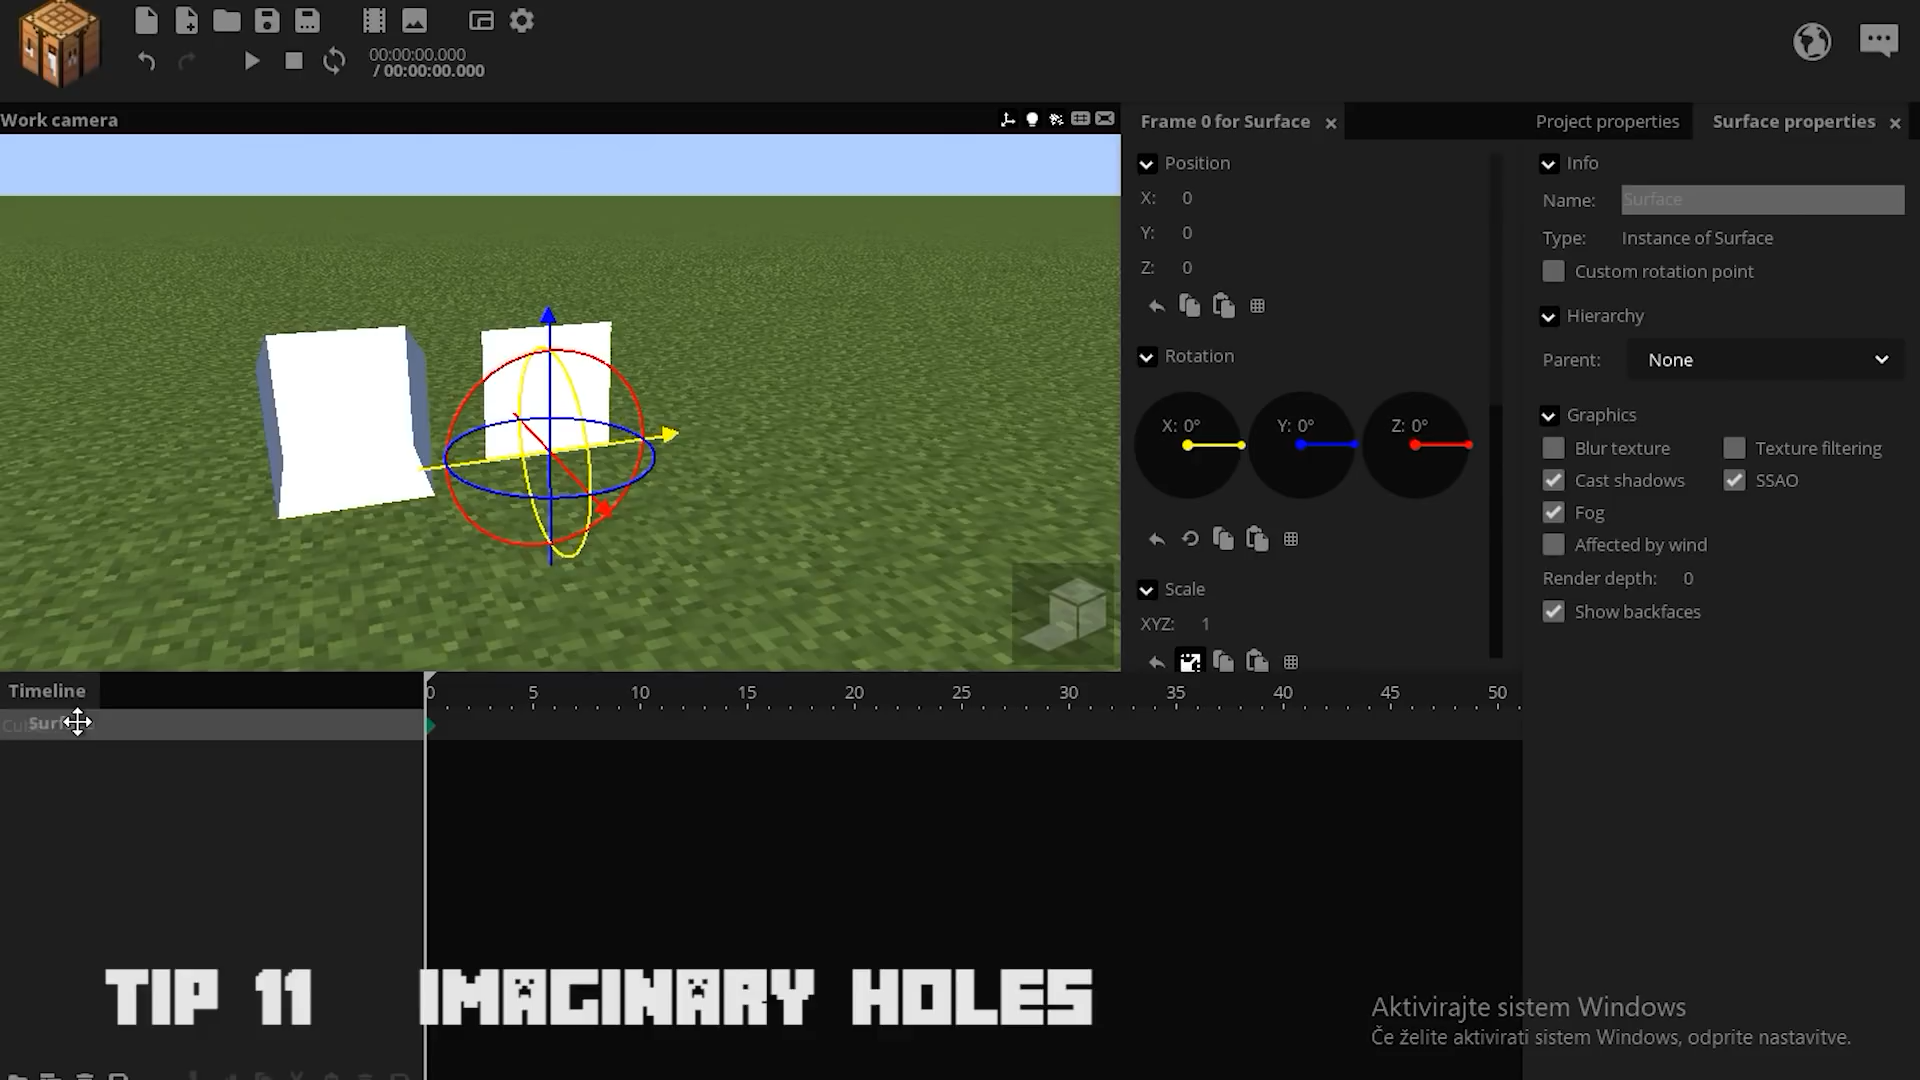 00:00:00.000
/ 00:00:00.000
Work camera
Frame 0 for Surface
Position
X: 0
Y: 0
Z: 0
Rotation
X: 0° Y: 0° Z: 0°
Scale
XYZ: 1
Project properties
Surface properties
Info
Name: Surface
Type: Instance of Surface
Custom rotation point
Hierarchy
Parent: None
Graphics
Blur texture Texture filtering
Cast shadows SSAO
Fog
Affected by wind
Render depth: 0
Show backfaces
Timeline
0 5 10 15 20 25 30 35 40 45 50
TIP 11 IMAGINARY HOLES
Aktivirajte sistem Windows
Če želite aktivirati sistem Windows, odprite nastavitve.